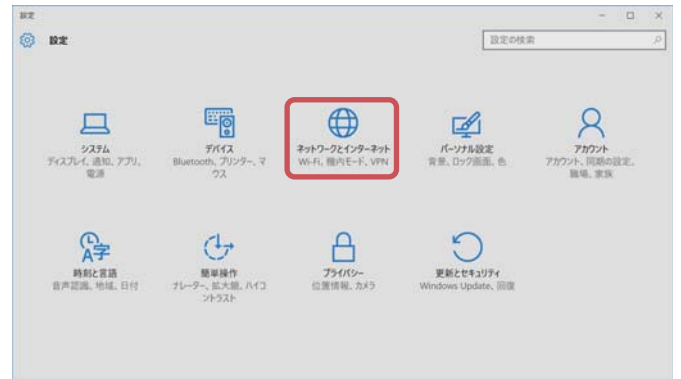 設定
設定
設定の検索
システム
ディスプレイ、通知、アプリ、
電源
デバイス
Bluetooth、プリンター、マ
ウス
ネットワークとインターネット
Wi-Fi、機内モード、VPN
パーソナル設定
背景、ロック画面、色
アカウント
アカウント、同期の設定、
職場、家族
時刻と言語
音声認識、地域、日付
簡単操作
ナレーター、拡大鏡、ハイコ
ントラスト
プライバシー
位置情報、カメラ
更新とセキュリティ
Windows Update、回復